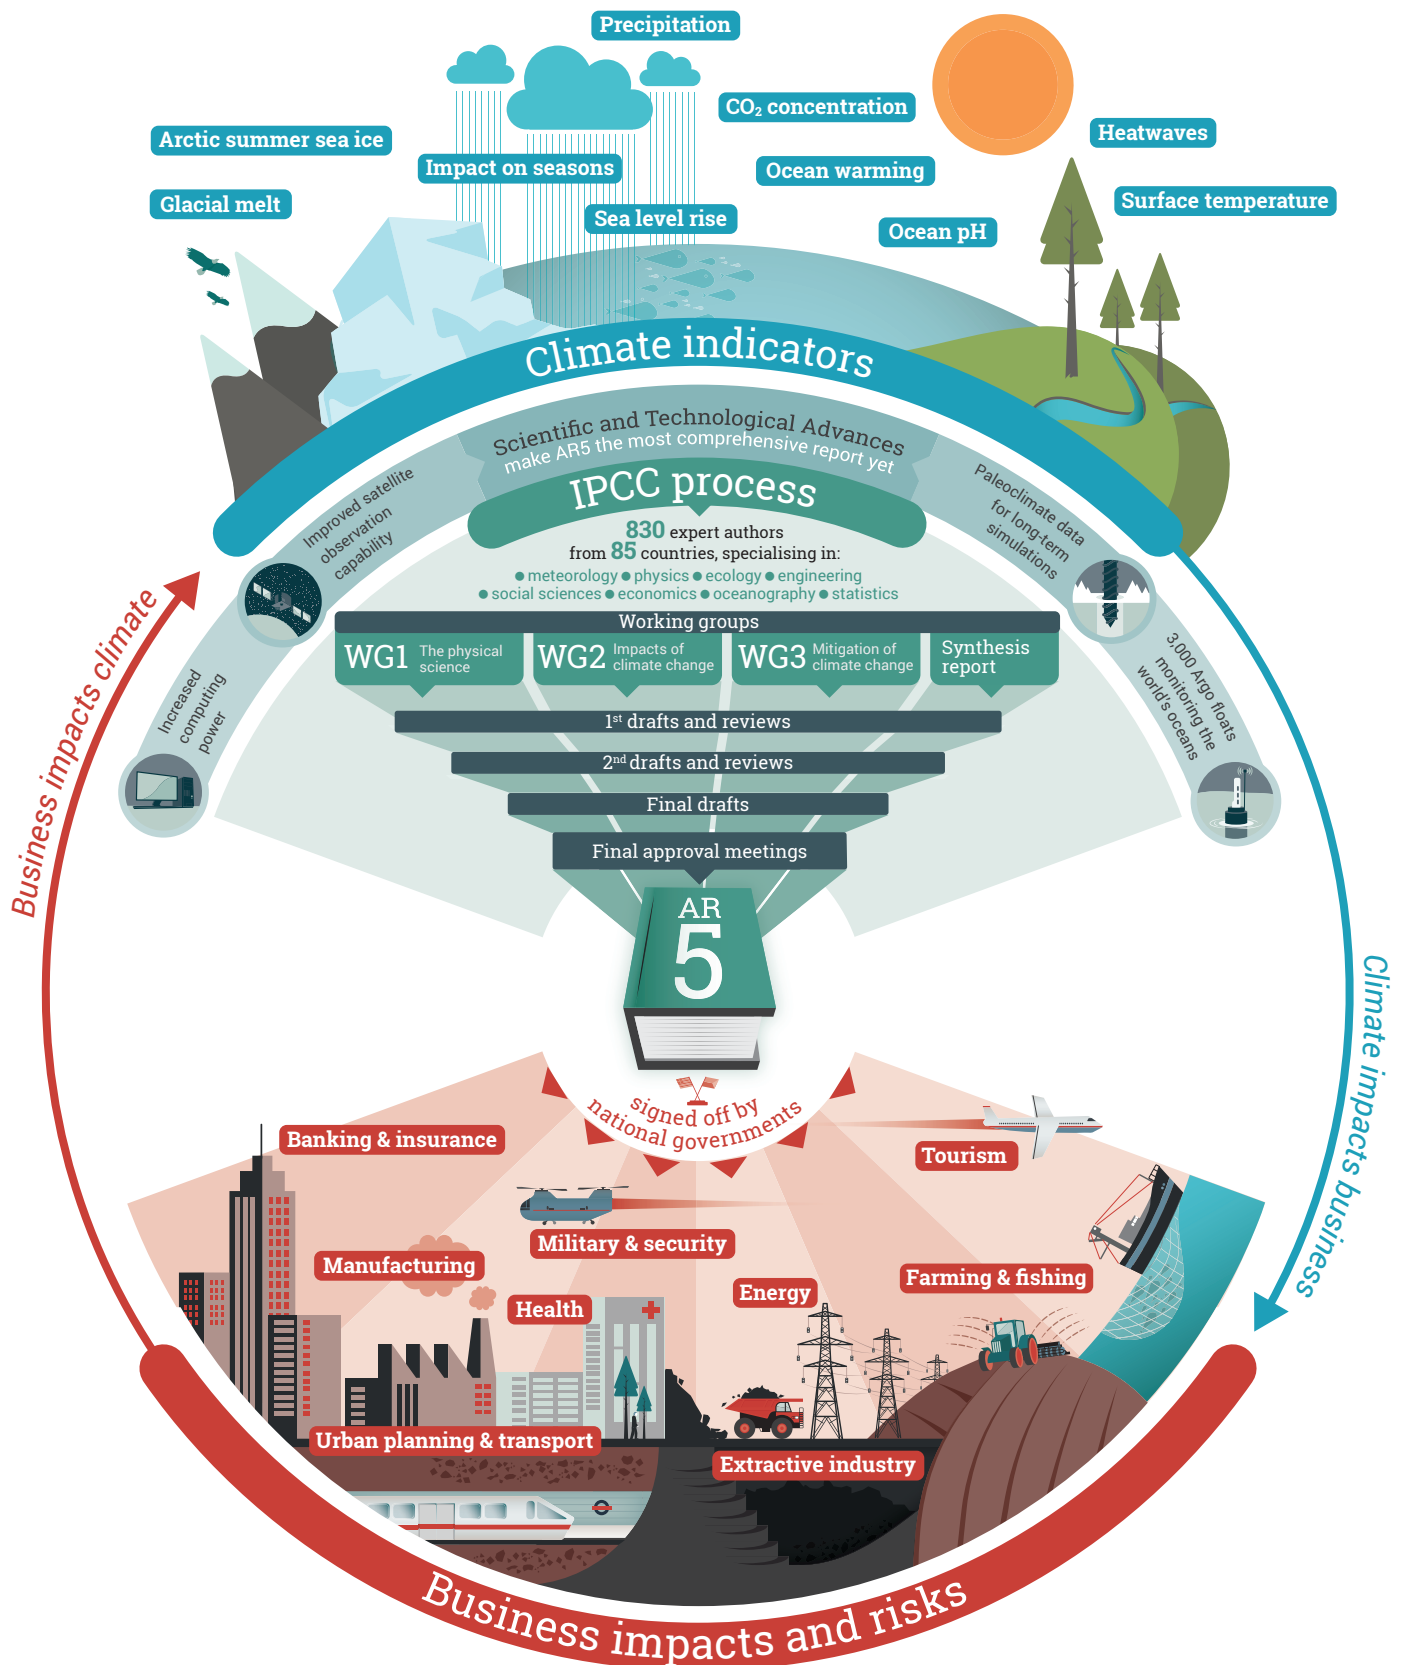 Precipitation
CO₂ concentration
Heatwaves
Arctic summer sea ice
Impact on seasons
Ocean warming
Glacial melt
Surface temperature
Sea level rise
Ocean pH
Climate indicators
Scientific and Technological Advances
make AR5 the most comprehensive report yet
IPCC process
Improved satellite
observation
capability
Paleoclimate data
for long-term
simulations
830 expert authors
from 85 countries, specialising in:
● meteorology ● physics ● ecology ● engineering
● social sciences ● economics ● oceanography ● statistics
Working groups
WG1 The physical
science
WG2 Impacts of
climate change
WG3 Mitigation of
climate change
Synthesis
report
Increased
computing
power
3,000 Argo floats
monitoring the
world's oceans
1st drafts and reviews
2nd drafts and reviews
Final drafts
Final approval meetings
Business impacts climate
AR
5
Climate impacts business
signed off by
national governments
Banking & insurance
Tourism
Military & security
Manufacturing
Farming & fishing
Energy
Health
Urban planning & transport
Extractive industry
Business impacts and risks